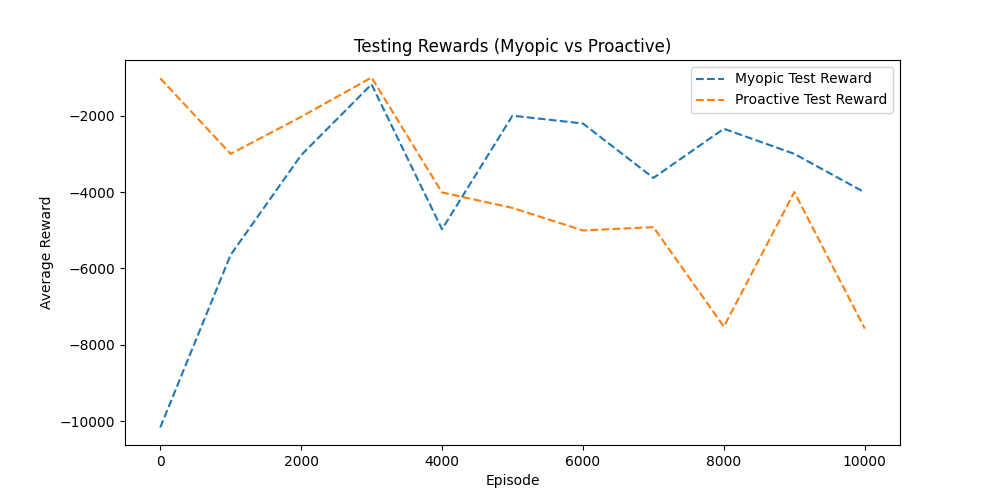 Testing Rewards (Myopic vs Proactive)
Myopic Test Reward
Proactive Test Reward
−2000
−4000
−6000
−8000
−10000
Average Reward
0
2000
4000
6000
8000
10000
Episode